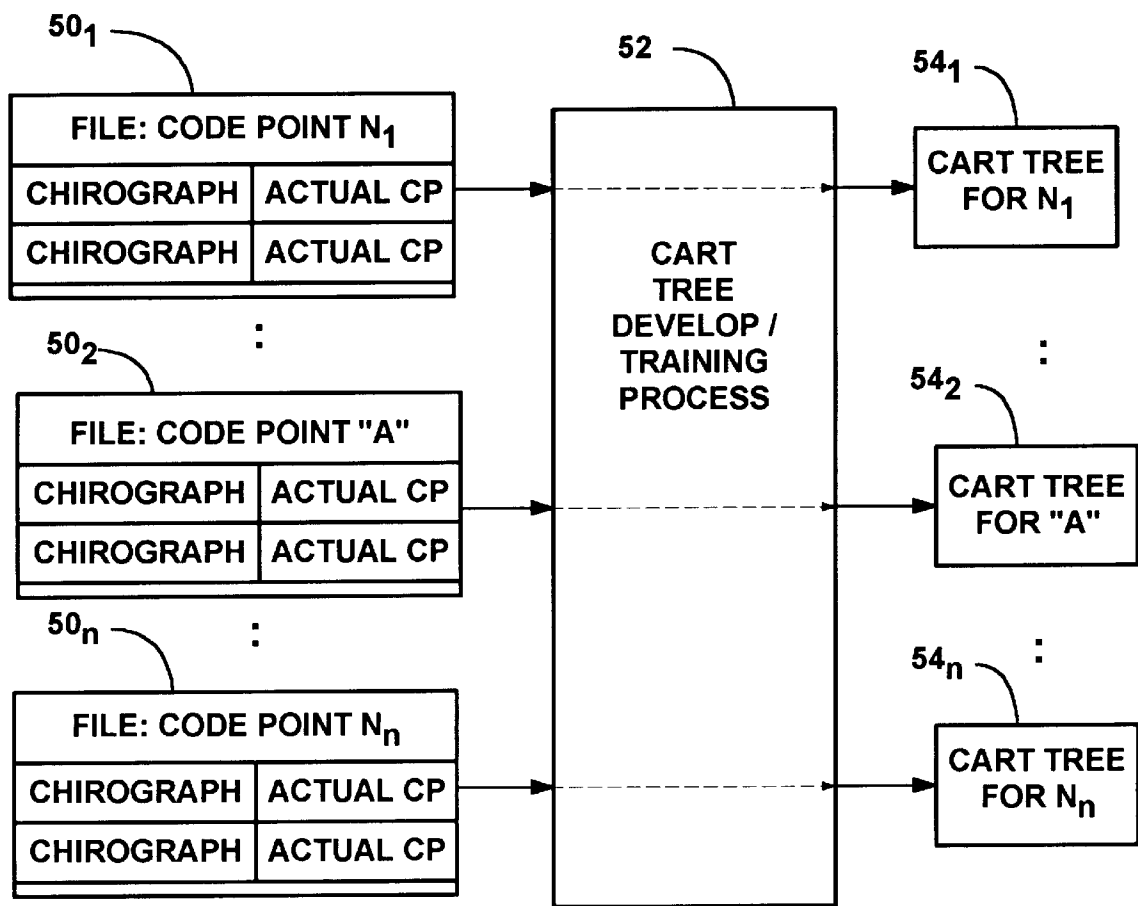 50₁
FILE: CODE POINT N₁
CHIROGRAPH ACTUAL CP
CHIROGRAPH ACTUAL CP
:
50₂
FILE: CODE POINT "A"
CHIROGRAPH ACTUAL CP
CHIROGRAPH ACTUAL CP
:
50ₙ
FILE: CODE POINT Nₙ
CHIROGRAPH ACTUAL CP
CHIROGRAPH ACTUAL CP
52
CART
TREE
DEVELOP /
TRAINING
PROCESS
54₁
CART TREE
FOR N₁
:
54₂
CART TREE
FOR "A"
:
54ₙ
CART TREE
FOR Nₙ